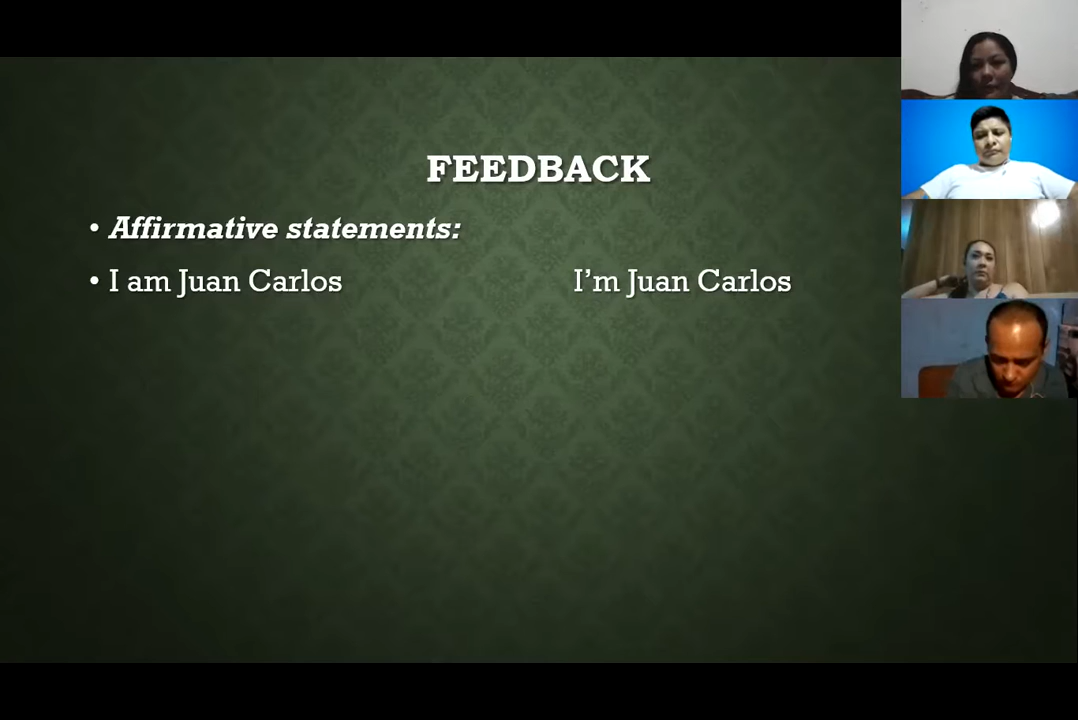 FEEDBACK
• Affirmative statements:
• I am Juan Carlos I’m Juan Carlos